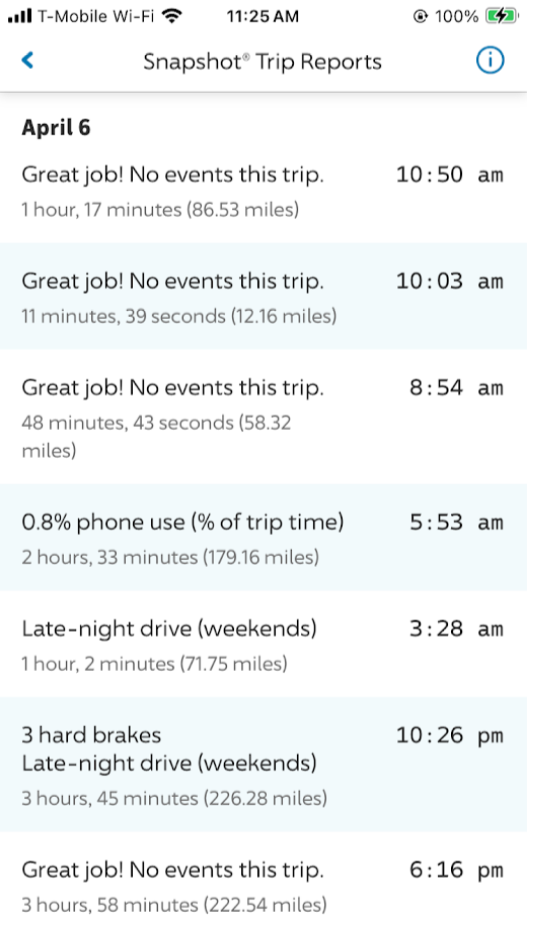 T-Mobile Wi-Fi 11:25 AM 100%
Snapshot® Trip Reports
April 6
Great job! No events this trip. 10:50 am
1 hour, 17 minutes (86.53 miles)
Great job! No events this trip. 10:03 am
11 minutes, 39 seconds (12.16 miles)
Great job! No events this trip. 8:54 am
48 minutes, 43 seconds (58.32
miles)
0.8% phone use (% of trip time) 5:53 am
2 hours, 33 minutes (179.16 miles)
Late-night drive (weekends) 3:28 am
1 hour, 2 minutes (71.75 miles)
3 hard brakes 10:26 pm
Late-night drive (weekends)
3 hours, 45 minutes (226.28 miles)
Great job! No events this trip. 6:16 pm
3 hours, 58 minutes (222.54 miles)